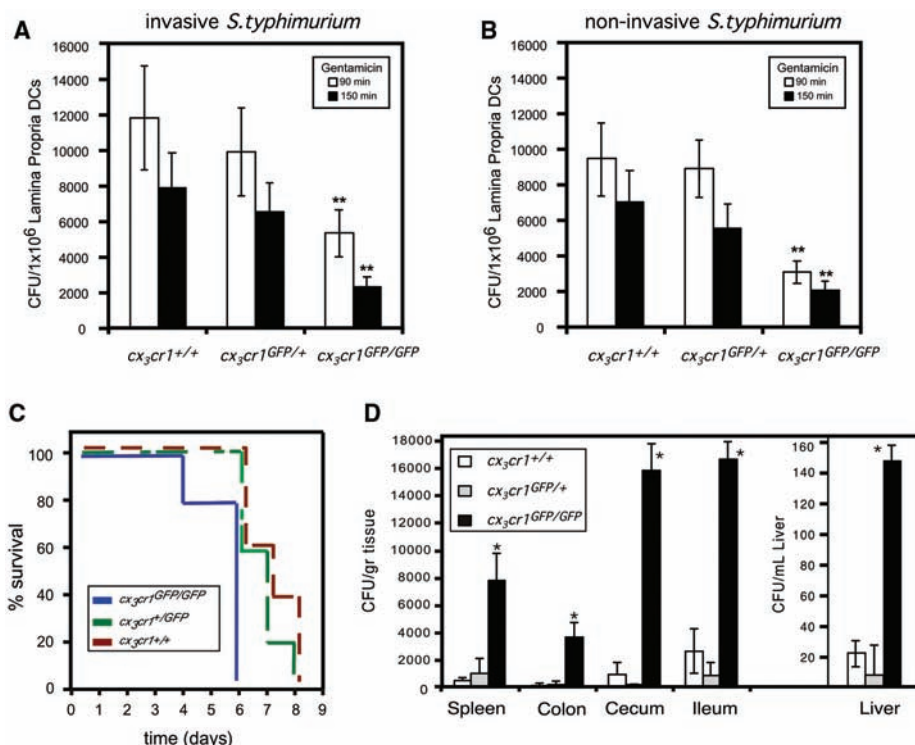 A
invasive S.typhimurium
CFU/1x10⁶ Lamina Propria DCs
16000
14000
12000
10000
8000
6000
4000
2000
0
Gentamicin
90 min
150 min
**
**
cx₃cr1+/+
cx₃cr1GFP/+
cx₃cr1GFP/GFP
B
non-invasive S.typhimurium
CFU/1x10⁶ Lamina Propria DCs
16000
14000
12000
10000
8000
6000
4000
2000
0
Gentamicin
90 min
150 min
**
**
cx₃cr1+/+
cx₃cr1GFP/+
cx₃cr1GFP/GFP
C
% survival
100
80
60
40
20
0
cx₃cr1GFP/GFP
cx₃cr1+/GFP
cx₃cr1+/+
0 1 2 3 4 5 6 7 8 9
time (days)
D
CFU/gr tissue
18000
16000
14000
12000
10000
8000
6000
4000
2000
0
cx₃cr1+/+
cx₃cr1GFP/+
cx₃cr1GFP/GFP
*
*
*
*
Spleen Colon Cecum Ileum
CFU/mL Liver
160
140
120
100
80
60
40
20
*
Liver